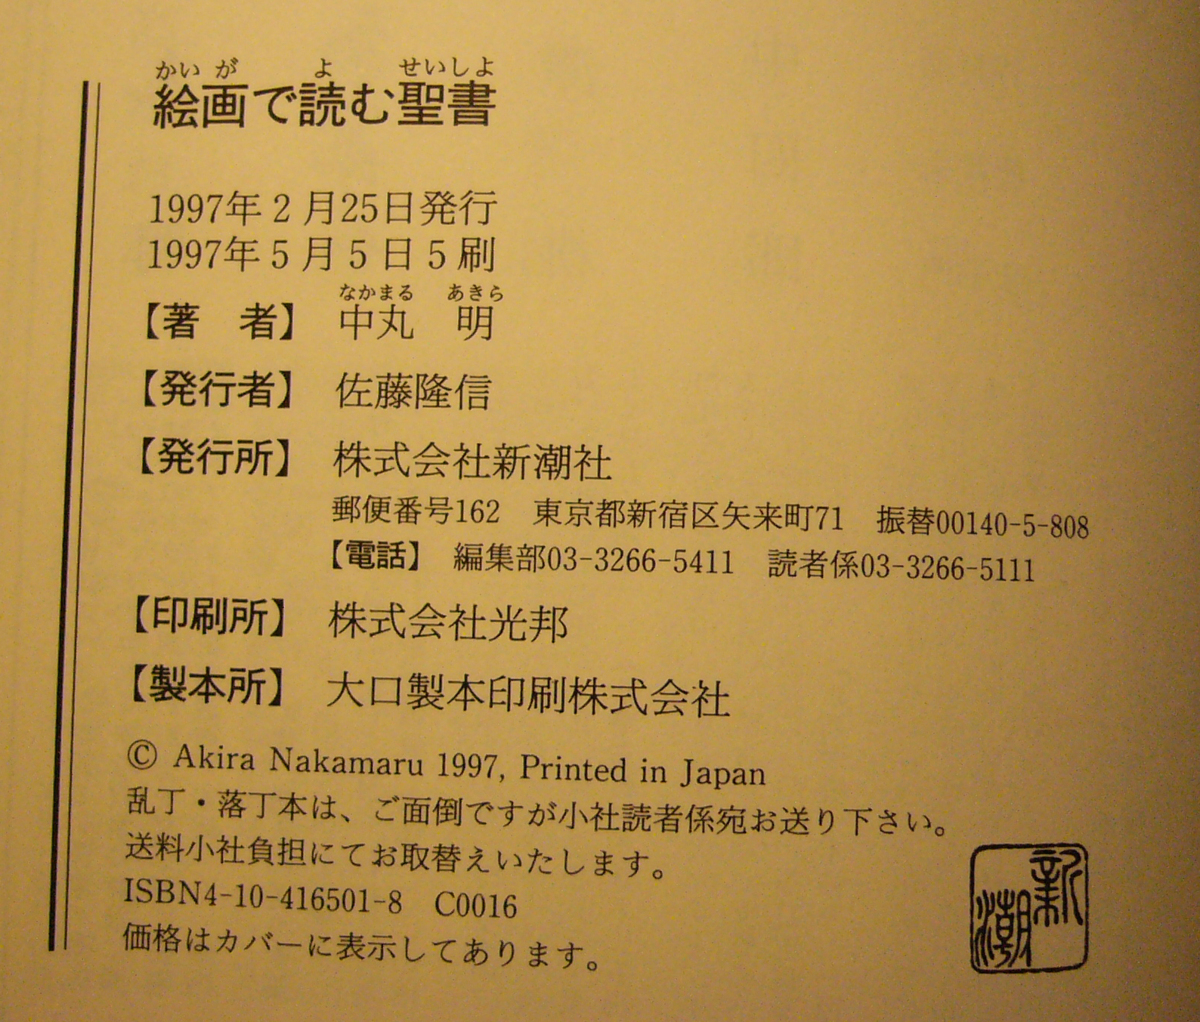 かいが よ せいしよ
絵画で読む聖書
1997年2月25日発行
1997年5月5日5刷
なかまる あきら
【著 者】 中丸 明
【発行者】 佐藤隆信
【発行所】 株式会社新潮社
郵便番号162 東京都新宿区矢来町71 振替00140-5-808
【電話】 編集部03-3266-5411 読者係03-3266-5111
【印刷所】 株式会社光邦
【製本所】 大口製本印刷株式会社
© Akira Nakamaru 1997, Printed in Japan
乱丁・落丁本は、ご面倒ですが小社読者係宛お送り下さい。
送料小社負担にてお取替えいたします。
ISBN4-10-416501-8 C0016
価格はカバーに表示してあります。
新潮